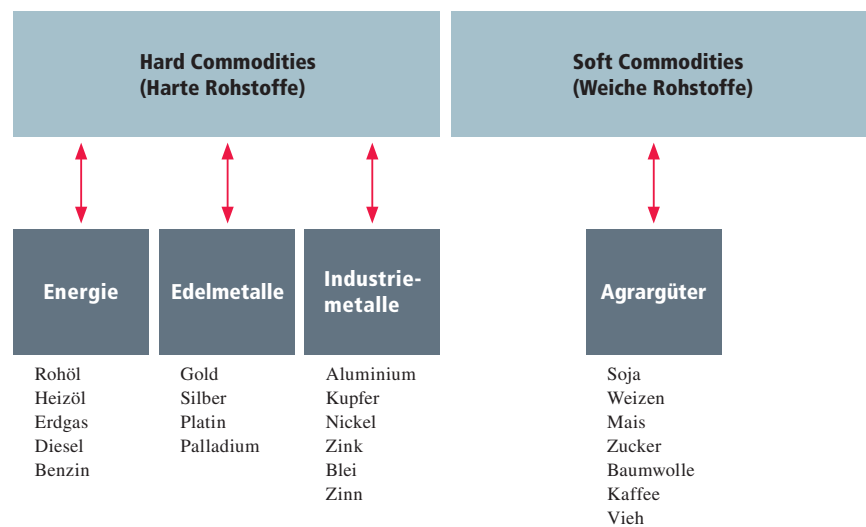 Hard Commodities
(Harte Rohstoffe)
Soft Commodities
(Weiche Rohstoffe)
Energie
Edelmetalle
Industrie-
metalle
Agrargüter
Rohöl
Heizöl
Erdgas
Diesel
Benzin
Gold
Silber
Platin
Palladium
Aluminium
Kupfer
Nickel
Zink
Blei
Zinn
Soja
Weizen
Mais
Zucker
Baumwolle
Kaffee
Vieh